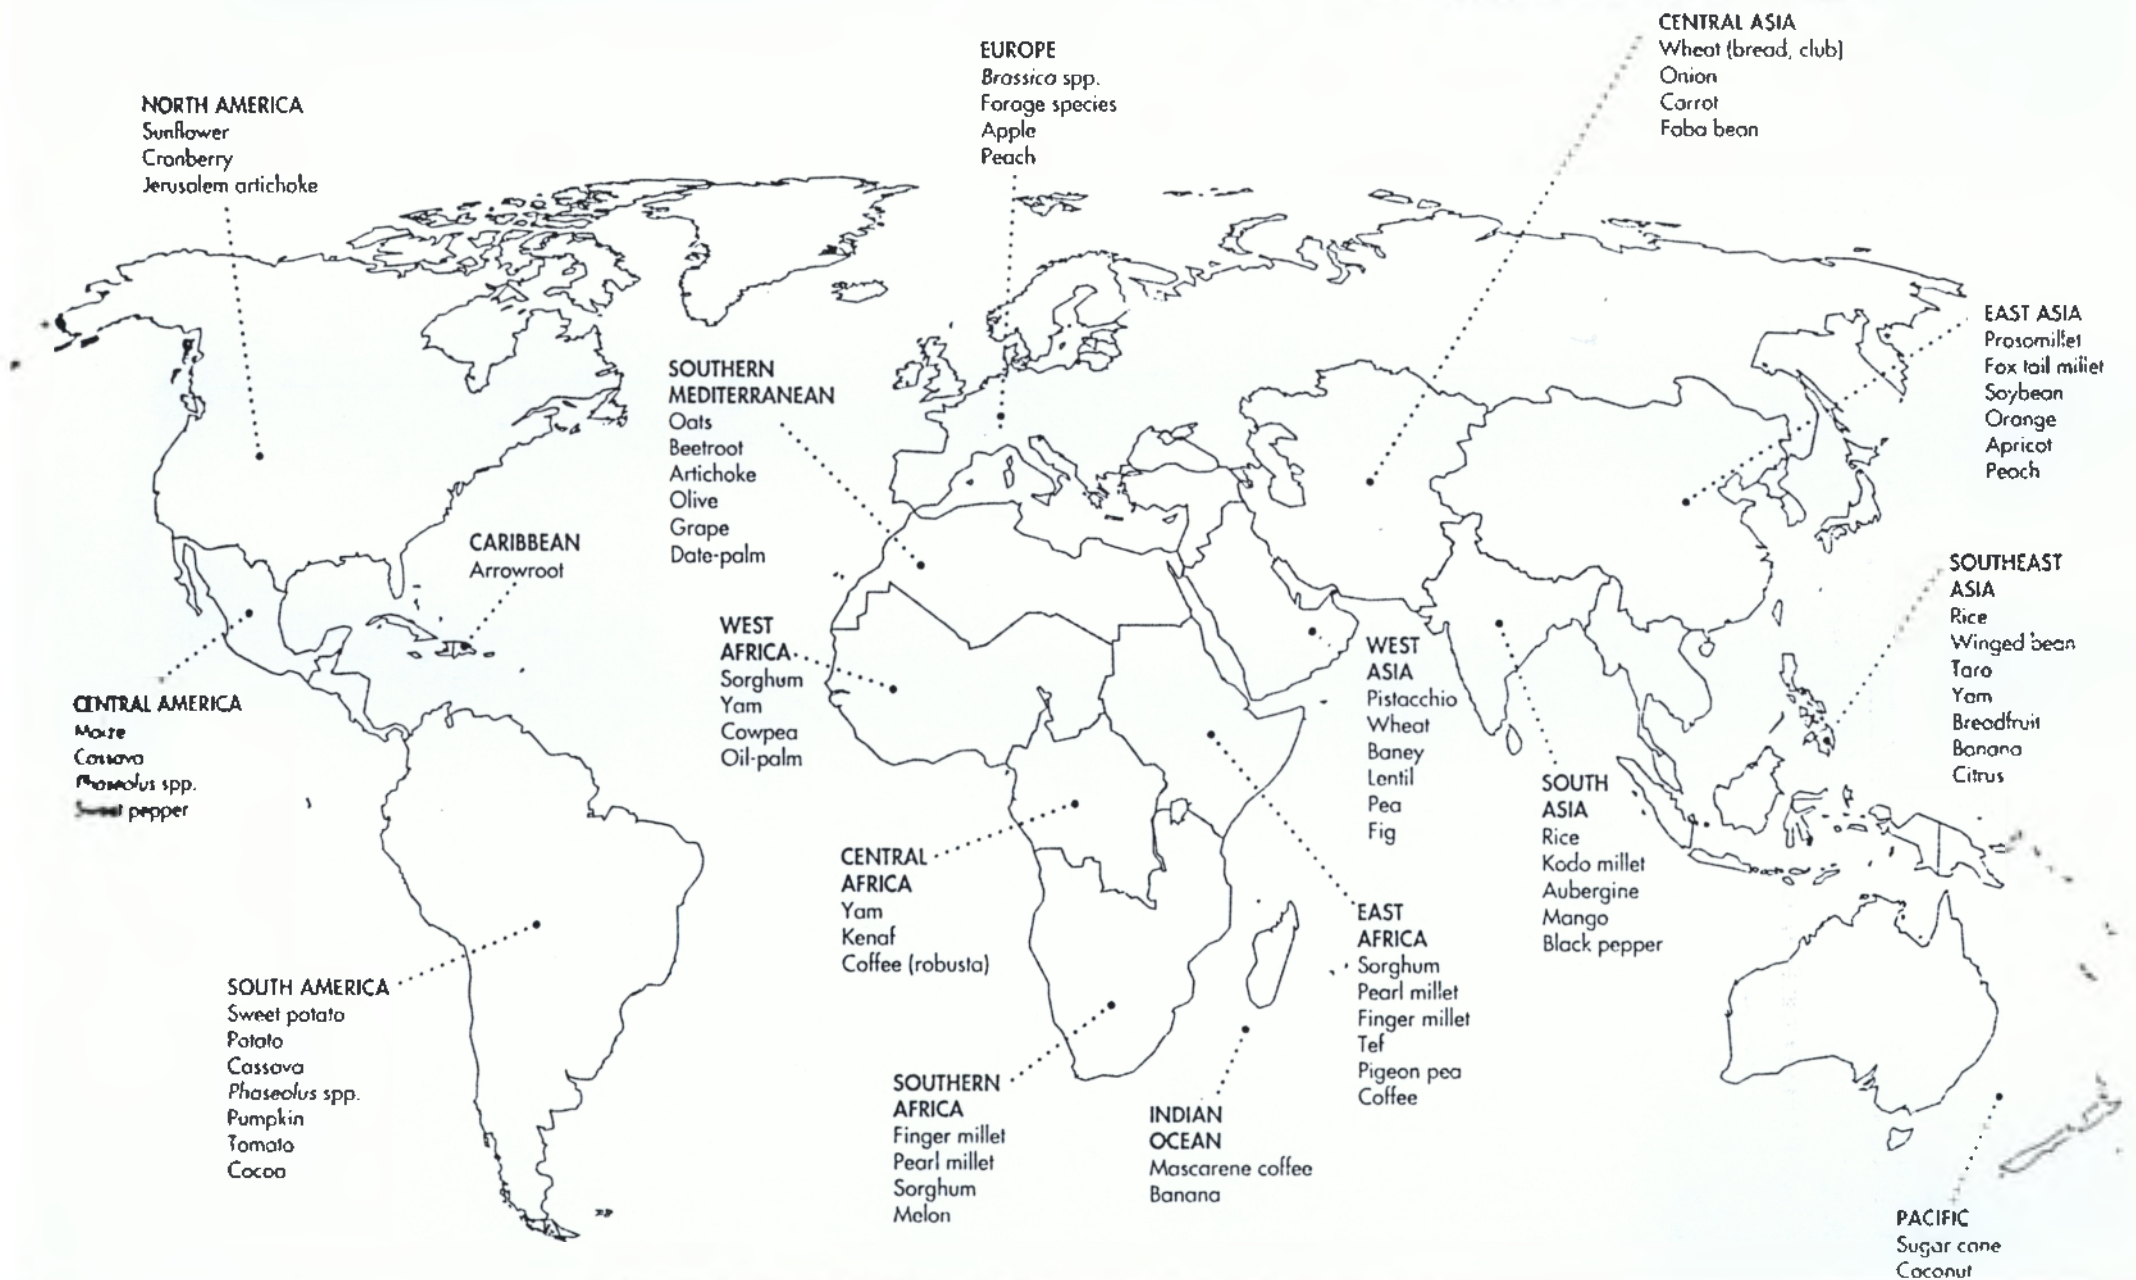 NORTH AMERICA
Sunflower
Cranberry
Jerusalem artichoke
EUROPE
Brassica spp.
Forage species
Apple
Peach
CENTRAL ASIA
Wheat (bread, club)
Onion
Carrot
Faba bean
EAST ASIA
Prosomillet
Fox tail millet
Soybean
Orange
Apricot
Peach
SOUTHERN
MEDITERRANEAN
Oats
Beetroot
Artichoke
Olive
Grape
Date-palm
CARIBBEAN
Arrowroot
SOUTHEAST
ASIA
Rice
Winged bean
Taro
Yam
Breadfruit
Banana
Citrus
WEST
AFRICA
Sorghum
Yam
Cowpea
Oil-palm
WEST
ASIA
Pistacchio
Wheat
Baney
Lentil
Pea
Fig
CENTRAL AMERICA
Maize
Cassava
Phaseolus spp.
Sweet pepper
SOUTH
ASIA
Rice
Kodo millet
Aubergine
Mango
Black pepper
CENTRAL
AFRICA
Yam
Kenaf
Coffee (robusta)
EAST
AFRICA
Sorghum
Pearl millet
Finger millet
Tef
Pigeon pea
Coffee
SOUTH AMERICA
Sweet potato
Potato
Cassava
Phaseolus spp.
Pumpkin
Tomato
Cocoa
SOUTHERN
AFRICA
Finger millet
Pearl millet
Sorghum
Melon
INDIAN
OCEAN
Mascarene coffee
Banana
PACIFIC
Sugar cane
Coconut